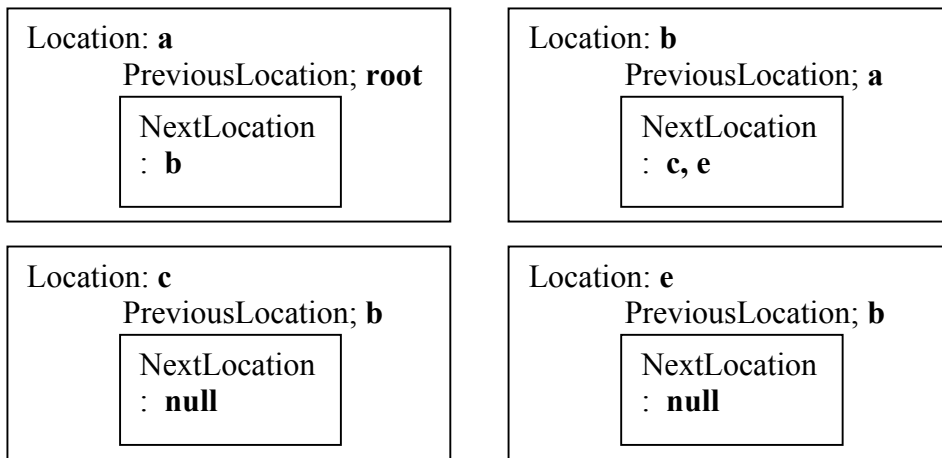 Location: a
PreviousLocation; root
NextLocation
: b
Location: b
PreviousLocation; a
NextLocation
: c, e
Location: c
PreviousLocation; b
NextLocation
: null
Location: e
PreviousLocation; b
NextLocation
: null